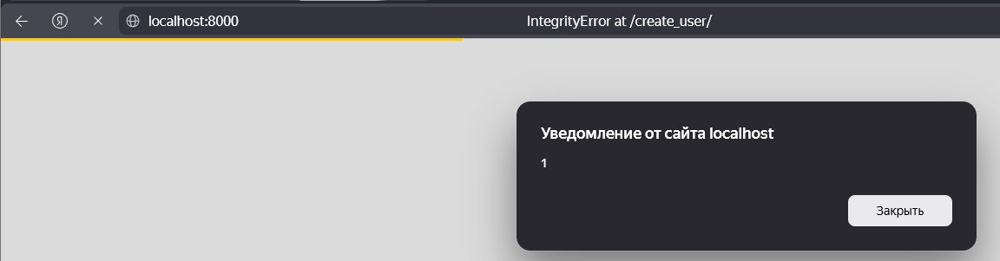 localhost:8000 IntegrityError at /create_user/
Уведомление от сайта localhost
1
Закрыть